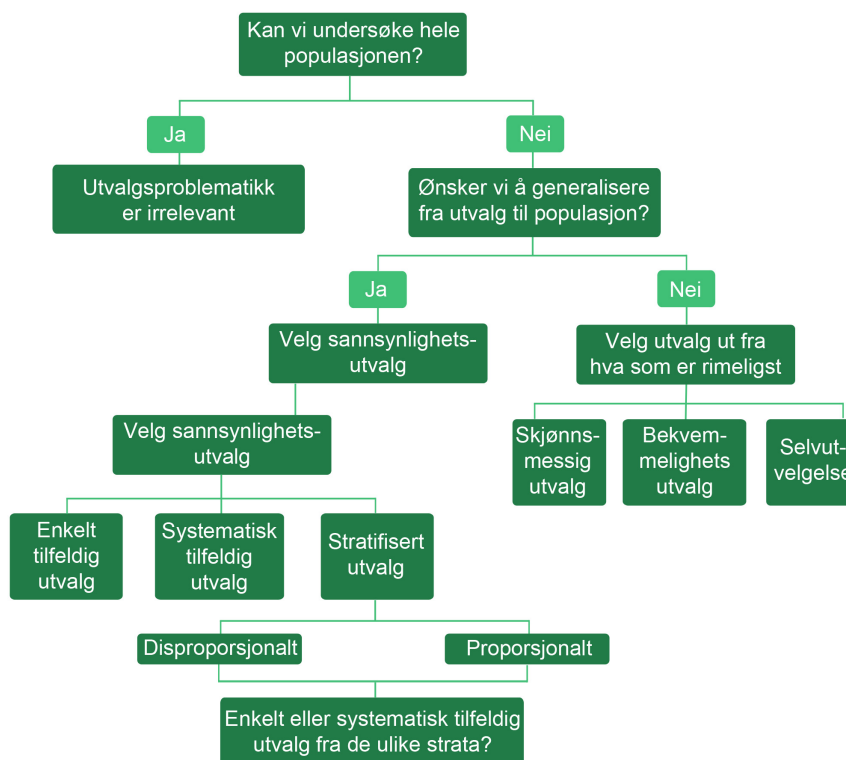 Kan vi undersøke hele
populasjonen?
Ja
Nei
Utvalgsproblematikk
er irrelevant
Ønsker vi å generalisere
fra utvalg til populasjon?
Ja
Nei
Velg sannsynlighets-
utvalg
Velg utvalg ut fra
hva som er rimeligst
Velg sannsynlighets-
utvalg
Skjønns-
messig
utvalg
Bekvem-
melighets
utvalg
Selvut-
velgelse
Enkelt
tilfeldig
utvalg
Systematisk
tilfeldig
utvalg
Stratifisert
utvalg
Disproporsjonalt
Proporsjonalt
Enkelt eller systematisk tilfeldig
utvalg fra de ulike strata?